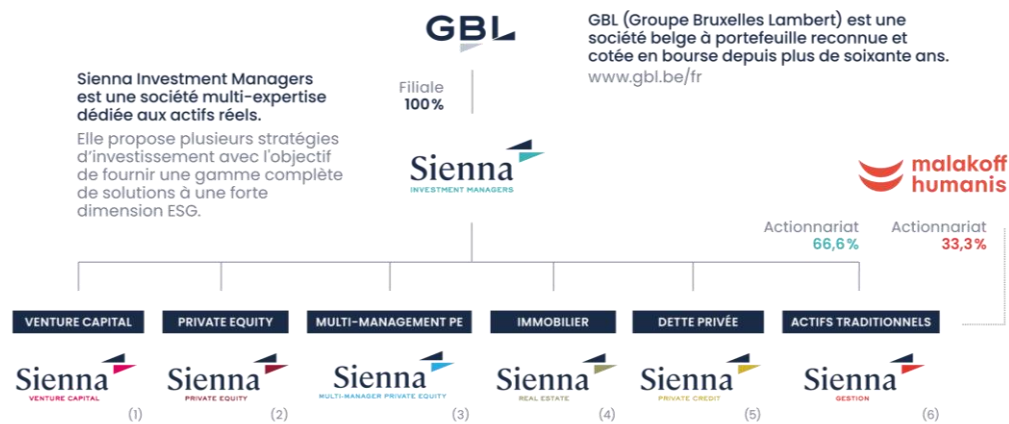 GBL
GBL (Groupe Bruxelles Lambert) est une
société belge à portefeuille reconnue et
cotée en bourse depuis plus de soixante ans.
www.gbl.be/fr
Sienna Investment Managers
est une société multi-expertise
dédiée aux actifs réels.
Elle propose plusieurs stratégies
d’investissement avec l'objectif
de fournir une gamme complète
de solutions à une forte
dimension ESG.
Filiale
100%
Sienna
INVESTMENT MANAGERS
malakoff
humanis
Actionnariat
66,6%
Actionnariat
33,3%
VENTURE CAPITAL
PRIVATE EQUITY
MULTI-MANAGEMENT PE
IMMOBILIER
DETTE PRIVÉE
ACTIFS TRADITIONNELS
Sienna
VENTURE CAPITAL
(1)
Sienna
PRIVATE EQUITY
(2)
Sienna
MULTI-MANAGER PRIVATE EQUITY
(3)
Sienna
REAL ESTATE
(4)
Sienna
PRIVATE CREDIT
(5)
Sienna
GESTION
(6)